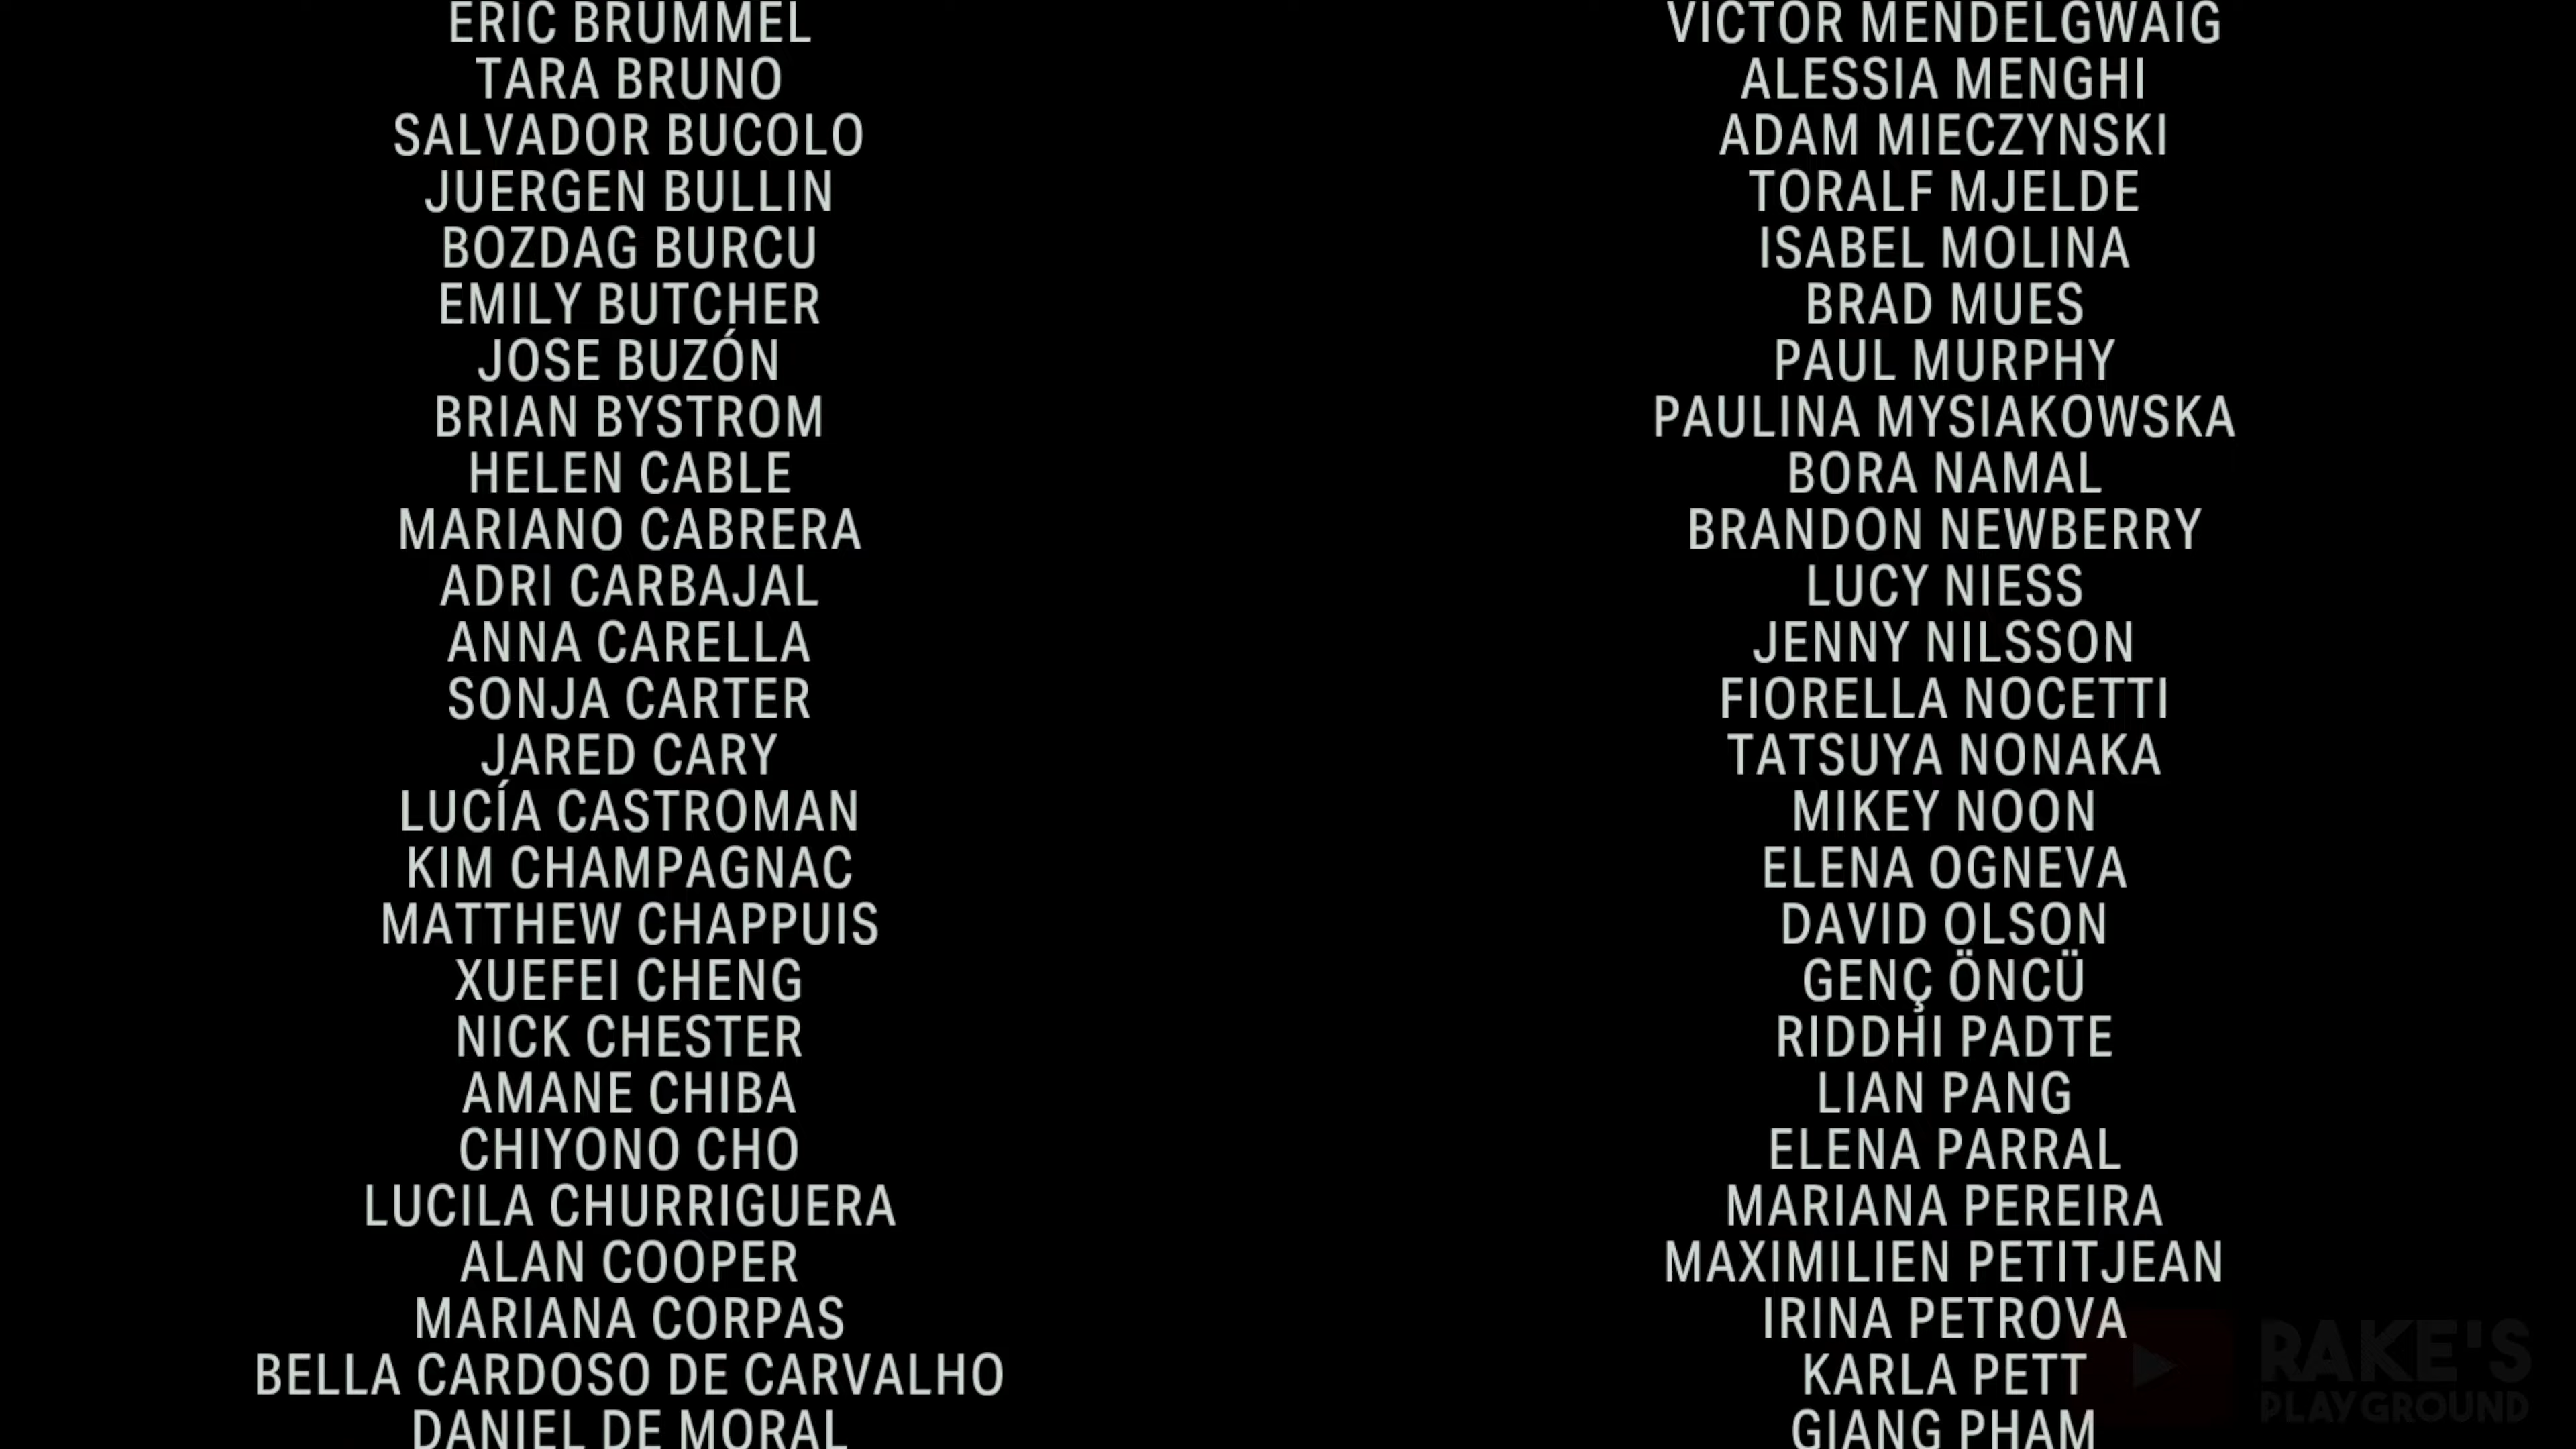 ERIC BRUMMEL
TARA BRUNO
SALVADOR BUCOLO
JUERGEN BULLIN
BOZDAG BURCU
EMILY BUTCHER
JOSE BUZÓN
BRIAN BYSTROM
HELEN CABLE
MARIANO CABRERA
ADRI CARBAJAL
ANNA CARELLA
SONJA CARTER
JARED CARY
LUCÍA CASTROMAN
KIM CHAMPAGNAC
MATTHEW CHAPPUIS
XUEFEI CHENG
NICK CHESTER
AMANE CHIBA
CHIYONO CHO
LUCILA CHURRIGUERA
ALAN COOPER
MARIANA CORPAS
BELLA CARDOSO DE CARVALHO
DANIEL DE MORAL
VICTOR MENDELGWAIG
ALESSIA MENGHI
ADAM MIECZYNSKI
TORALF MJELDE
ISABEL MOLINA
BRAD MUES
PAUL MURPHY
PAULINA MYSIAKOWSKA
BORA NAMAL
BRANDON NEWBERRY
LUCY NIESS
JENNY NILSSON
FIORELLA NOCETTI
TATSUYA NONAKA
MIKEY NOON
ELENA OGNEVA
DAVID OLSON
GENÇ ÖNCÜ
RIDDHI PADTE
LIAN PANG
ELENA PARRAL
MARIANA PEREIRA
MAXIMILIEN PETITJEAN
IRINA PETROVA
KARLA PETT
GIANG PHAM
RAKE'S
PLAYGROUND